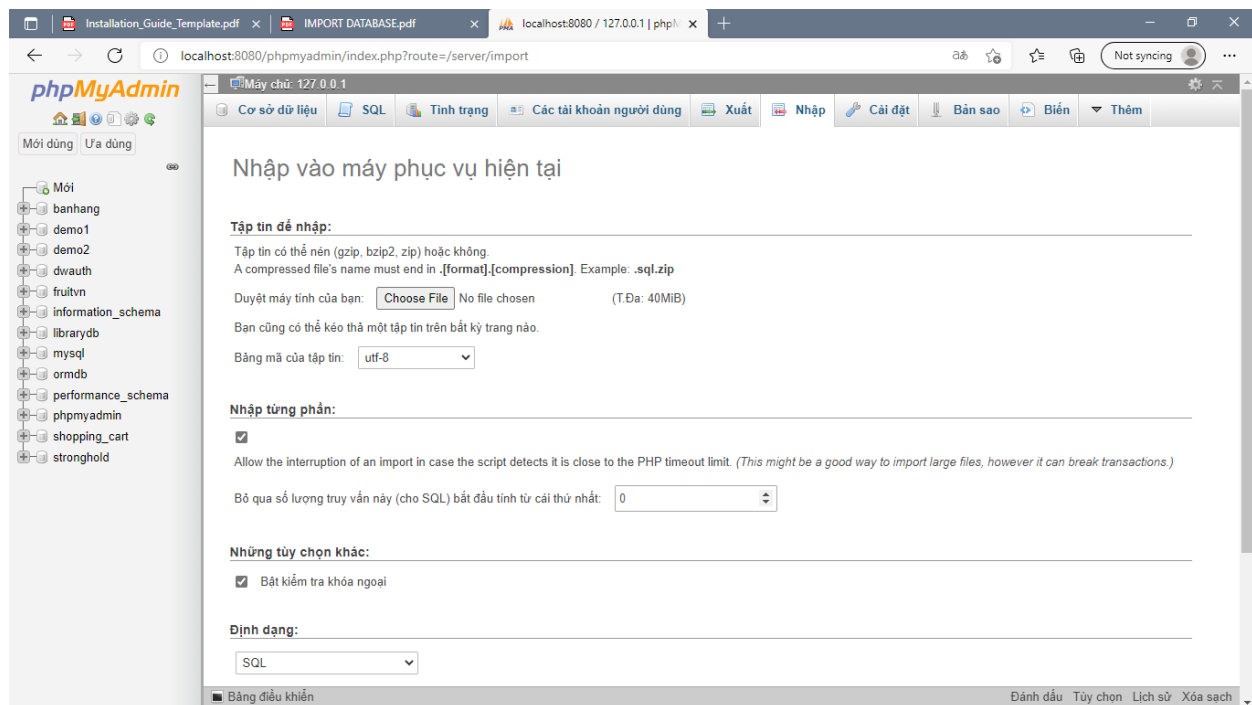 Installation_Guide_Template.pdf
IMPORT DATABASE.pdf
localhost:8080 / 127.0.0.1 | phpM
localhost:8080/phpmyadmin/index.php?route=/server/import
Not syncing
phpMyAdmin
Mới dùng Ưa dùng
Mới
banhang
demo1
demo2
dwauth
fruitvn
information_schema
librarydb
mysql
ormdb
performance_schema
phpmyadmin
shopping_cart
stronghold
Máy chủ: 127.0.0.1
Cơ sở dữ liệu SQL Tình trạng Các tài khoản người dùng Xuất Nhập Cài đặt Bản sao Biến Thêm
Nhập vào máy phục vụ hiện tại
Tập tin để nhập:
Tập tin có thể nén (gzip, bzip2, zip) hoặc không.
A compressed file's name must end in .[format].[compression]. Example: .sql.zip
Duyệt máy tính của bạn: Choose File No file chosen (T.Đa: 40MiB)
Bạn cũng có thể kéo thả một tập tin trên bất kỳ trang nào.
Bảng mã của tập tin: utf-8
Nhập từng phần:
Allow the interruption of an import in case the script detects it is close to the PHP timeout limit. (This might be a good way to import large files, however it can break transactions.)
Bỏ qua số lượng truy vấn này (cho SQL) bắt đầu tính từ cái thứ nhất: 0
Những tùy chọn khác:
Bật kiểm tra khóa ngoại
Định dạng:
SQL
Bảng điều khiển
Đánh dấu Tùy chọn Lịch sử Xóa sạch